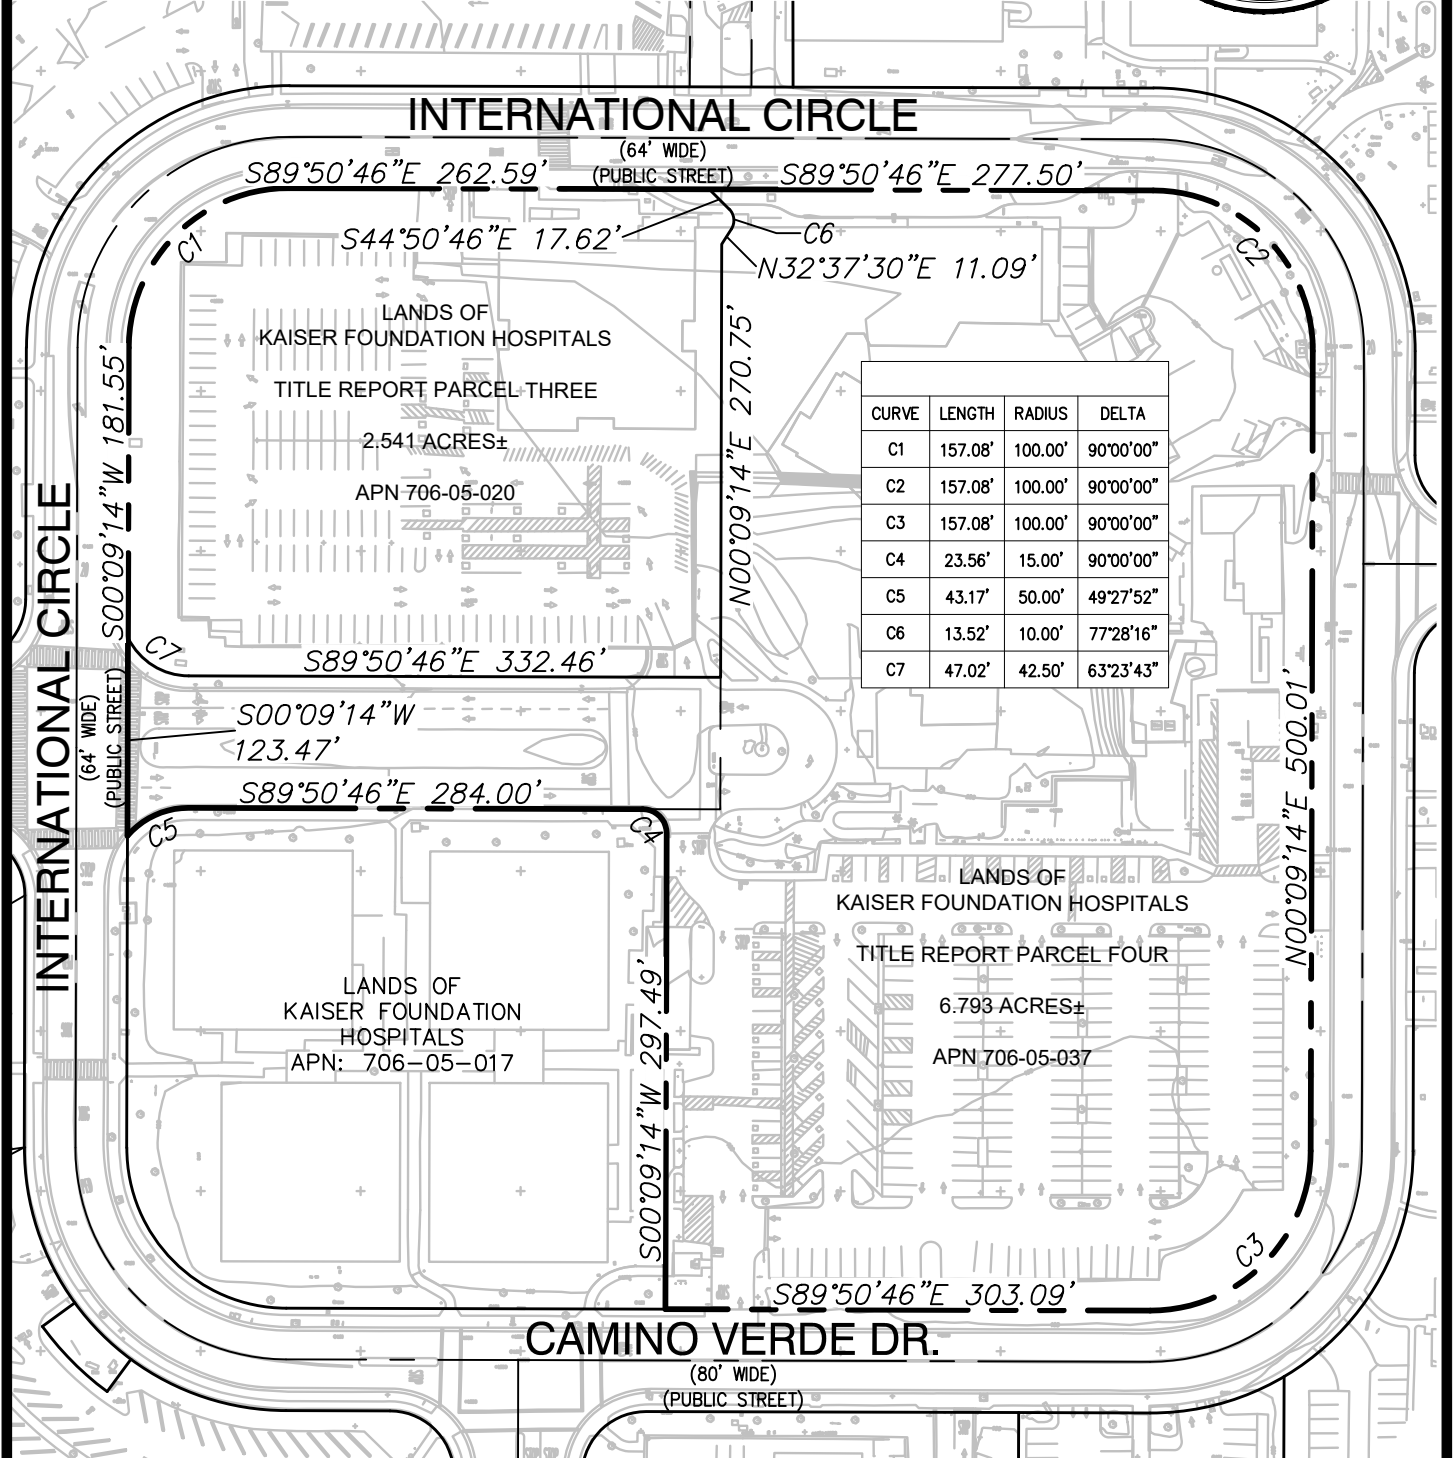 INTERNATIONAL CIRCLE
(64' WIDE)
(PUBLIC STREET)
S89°50'46"E 262.59'
S89°50'46"E 277.50'
C1
S44°50'46"E 17.62'
C6
C2
N32°37'30"E 11.09'
LANDS OF
KAISER FOUNDATION HOSPITALS
TITLE REPORT PARCEL THREE
2.541 ACRES±
APN 706-05-020
S00°09'14"W 181.55'
N00°09'14"E 270.75'
CURVE LENGTH RADIUS DELTA
C1 157.08' 100.00' 90°00'00"
C2 157.08' 100.00' 90°00'00"
C3 157.08' 100.00' 90°00'00"
C4 23.56' 15.00' 90°00'00"
C5 43.17' 50.00' 49°27'52"
C6 13.52' 10.00' 77°28'16"
C7 47.02' 42.50' 63°23'43"
INTERNATIONAL CIRCLE
(64' WIDE)
(PUBLIC STREET)
C7
S89°50'46"E 332.46'
S00°09'14"W
123.47'
S89°50'46"E 284.00'
C5
C4
N00°09'14"E 500.01'
LANDS OF
KAISER FOUNDATION HOSPITALS
TITLE REPORT PARCEL FOUR
6.793 ACRES±
APN 706-05-037
LANDS OF
KAISER FOUNDATION
HOSPITALS
APN: 706-05-017
S00°09'14"W 297.49'
C3
S89°50'46"E 303.09'
CAMINO VERDE DR.
(80' WIDE)
(PUBLIC STREET)